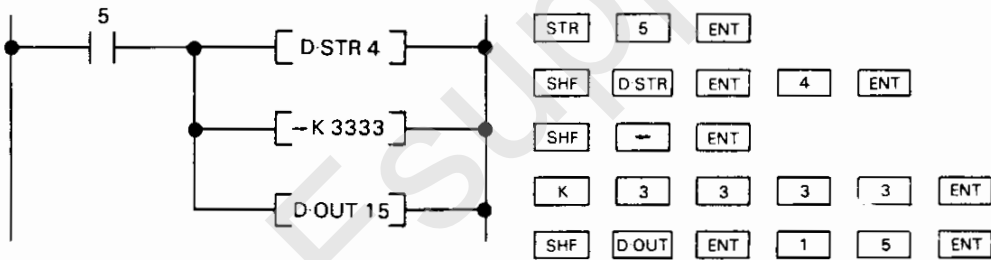 5
D·STR 4
–K 3333
D·OUT 15
STR 5 ENT
SHF D·STR ENT 4 ENT
SHF – ENT
K 3 3 3 3 ENT
SHF D·OUT ENT 1 5 ENT